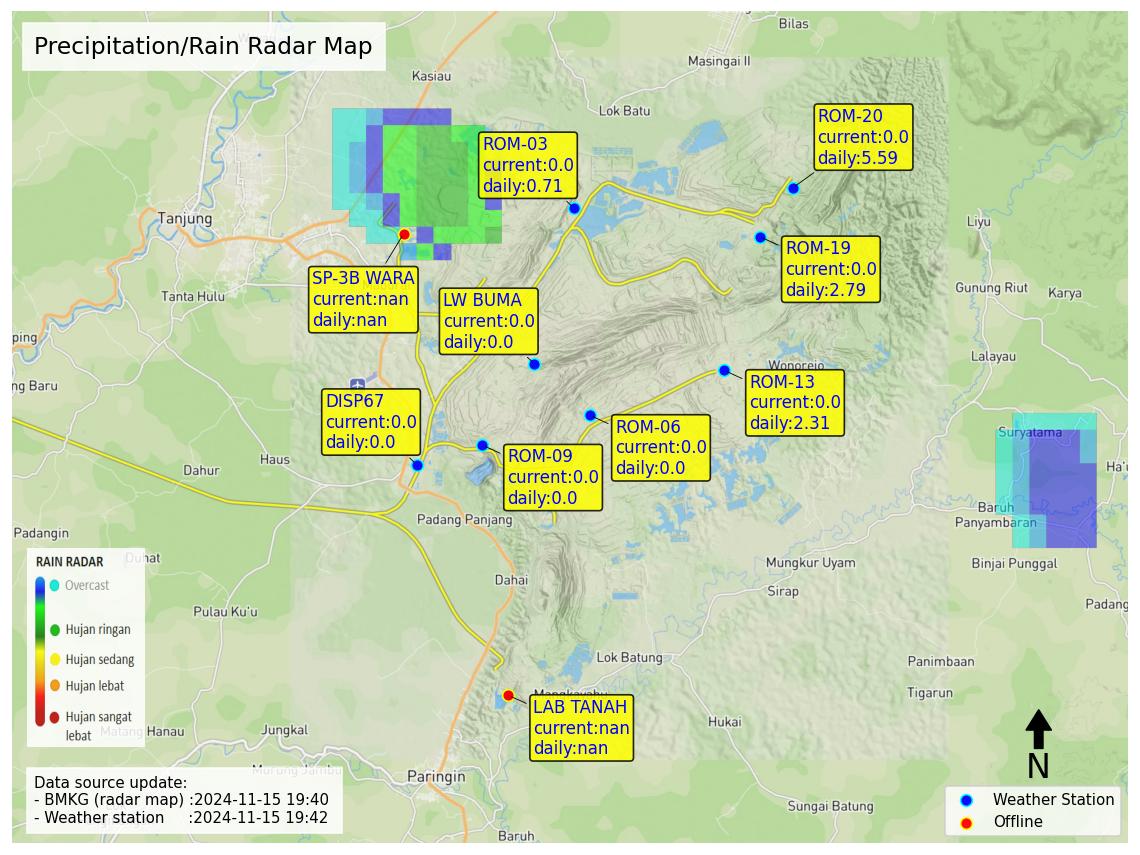 Precipitation/Rain Radar Map
Bilas
Masingai II
Kasiau
Lok Batu
ROM-20
current:0.0
daily:5.59
ROM-03
current:0.0
daily:0.71
Tanjung
Liyu
ROM-19
current:0.0
daily:2.79
SP-3B WARA
current:nan
daily:nan
Tanta Hulu
LW BUMA
current:0.0
daily:0.0
Gunung Riut
Karya
ping
Lalayau
Wonorejo
ng Baru
ROM-13
current:0.0
daily:2.31
DISP67
current:0.0
daily:0.0
ROM-06
current:0.0
daily:0.0
Suryatama
ROM-09
current:0.0
daily:0.0
Haus
Dahur
Ha'u
Baruh
Panyambaran
Padang Panjang
Padangin
Duhat
Mungkur Uyam
Binjai Punggal
Dahai
Sirap
Padang
Pulau Ku'u
RAIN RADAR
Overcast
Hujan ringan
Hujan sedang
Hujan lebat
Hujan sangat
lebat
Lok Batung
Panimbaan
Tigarun
Mangkayahu
LAB TANAH
current:nan
daily:nan
Matang Hanau
Jungkal
Hukai
Murung Jambu
Paringin
N
Data source update:
- BMKG (radar map) :2024-11-15 19:40
- Weather station :2024-11-15 19:42
Sungai Batung
Baruh
Weather Station
Offline